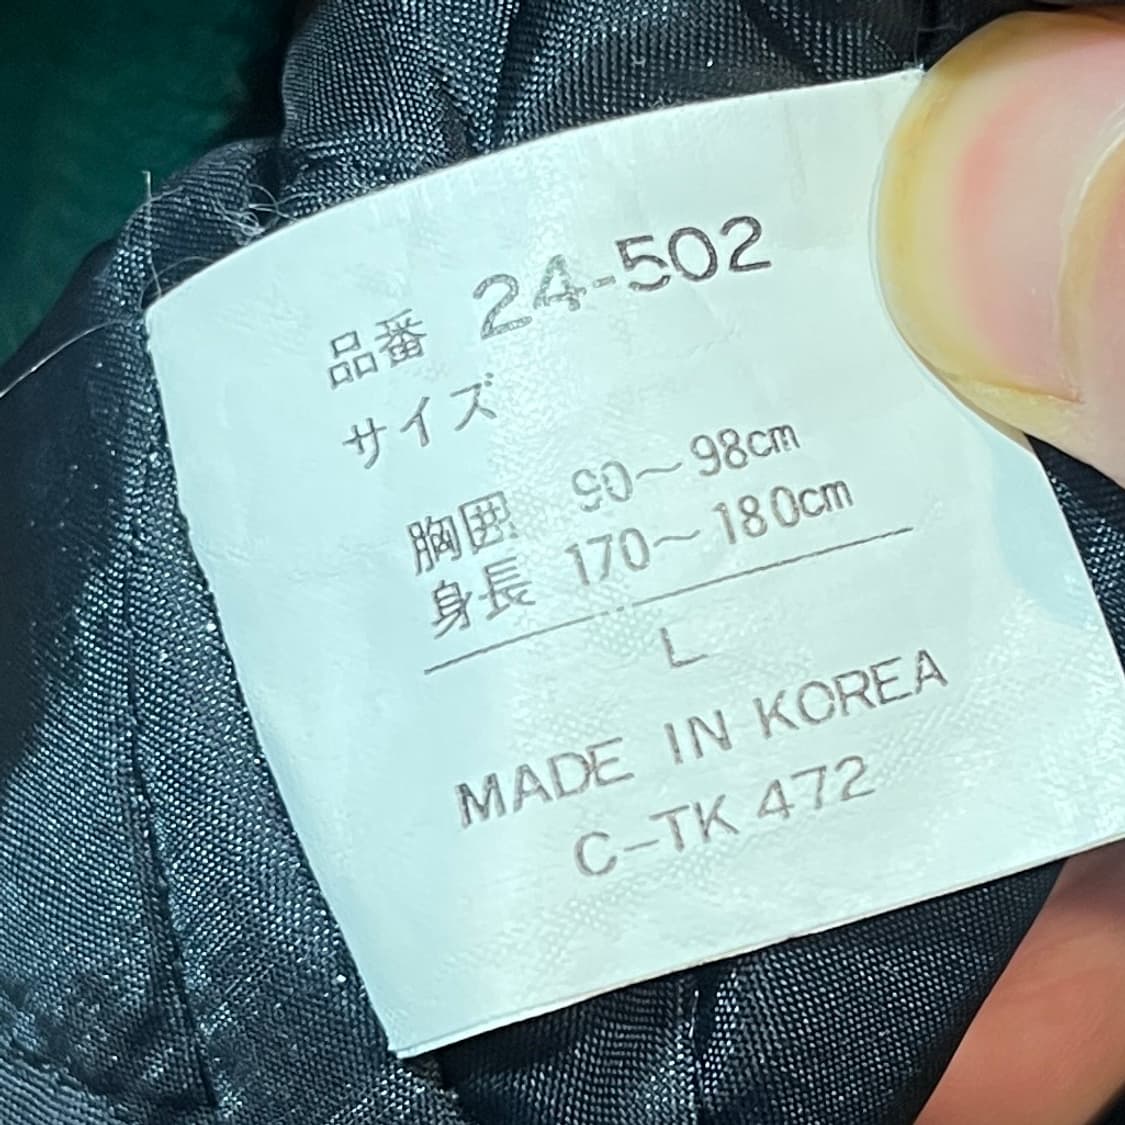 品番 24-502
サイズ
胸囲 90～98cm
身長 170～180cm
L
MADE IN KOREA
C-TK 472